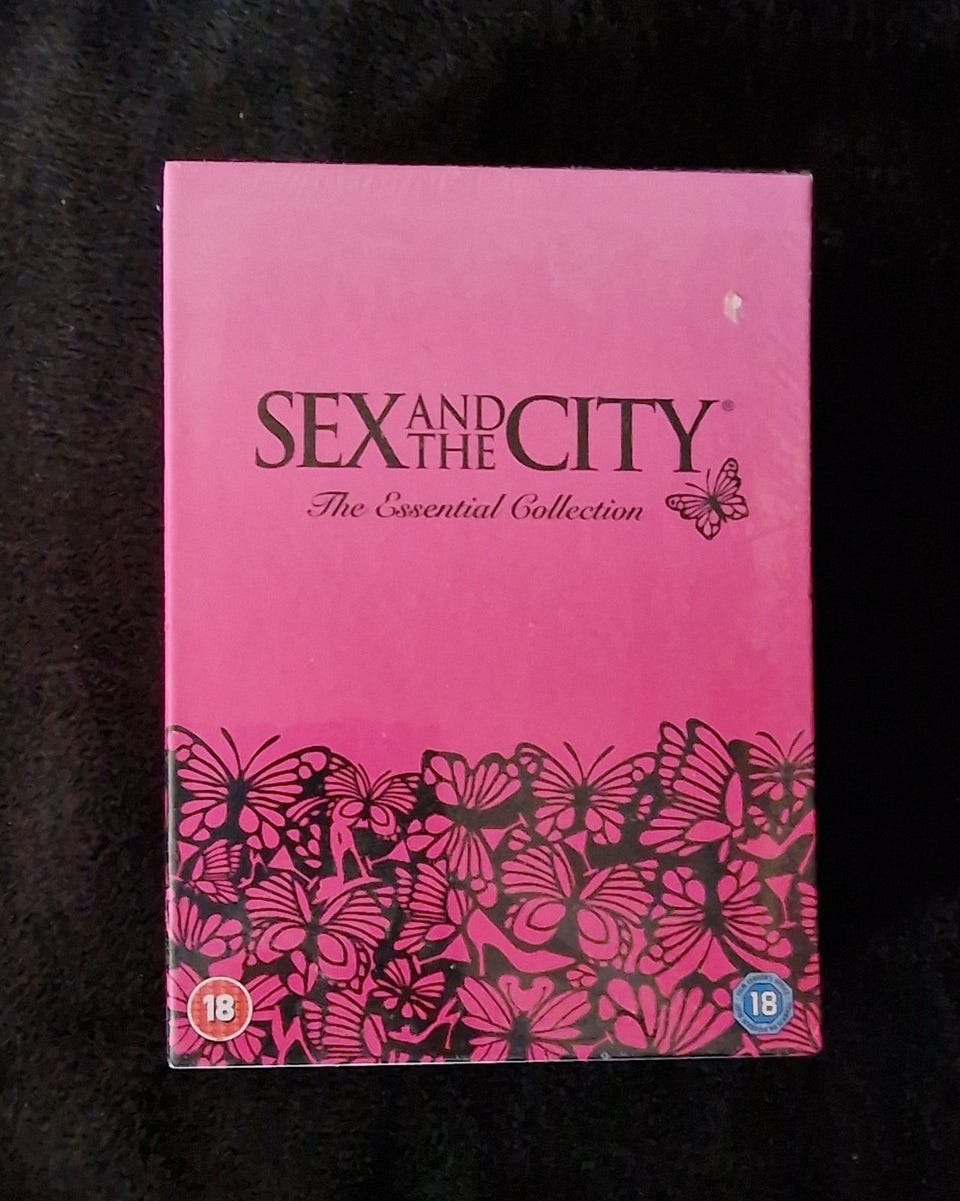 SEX AND THE CITY®
The Essential Collection
18
18